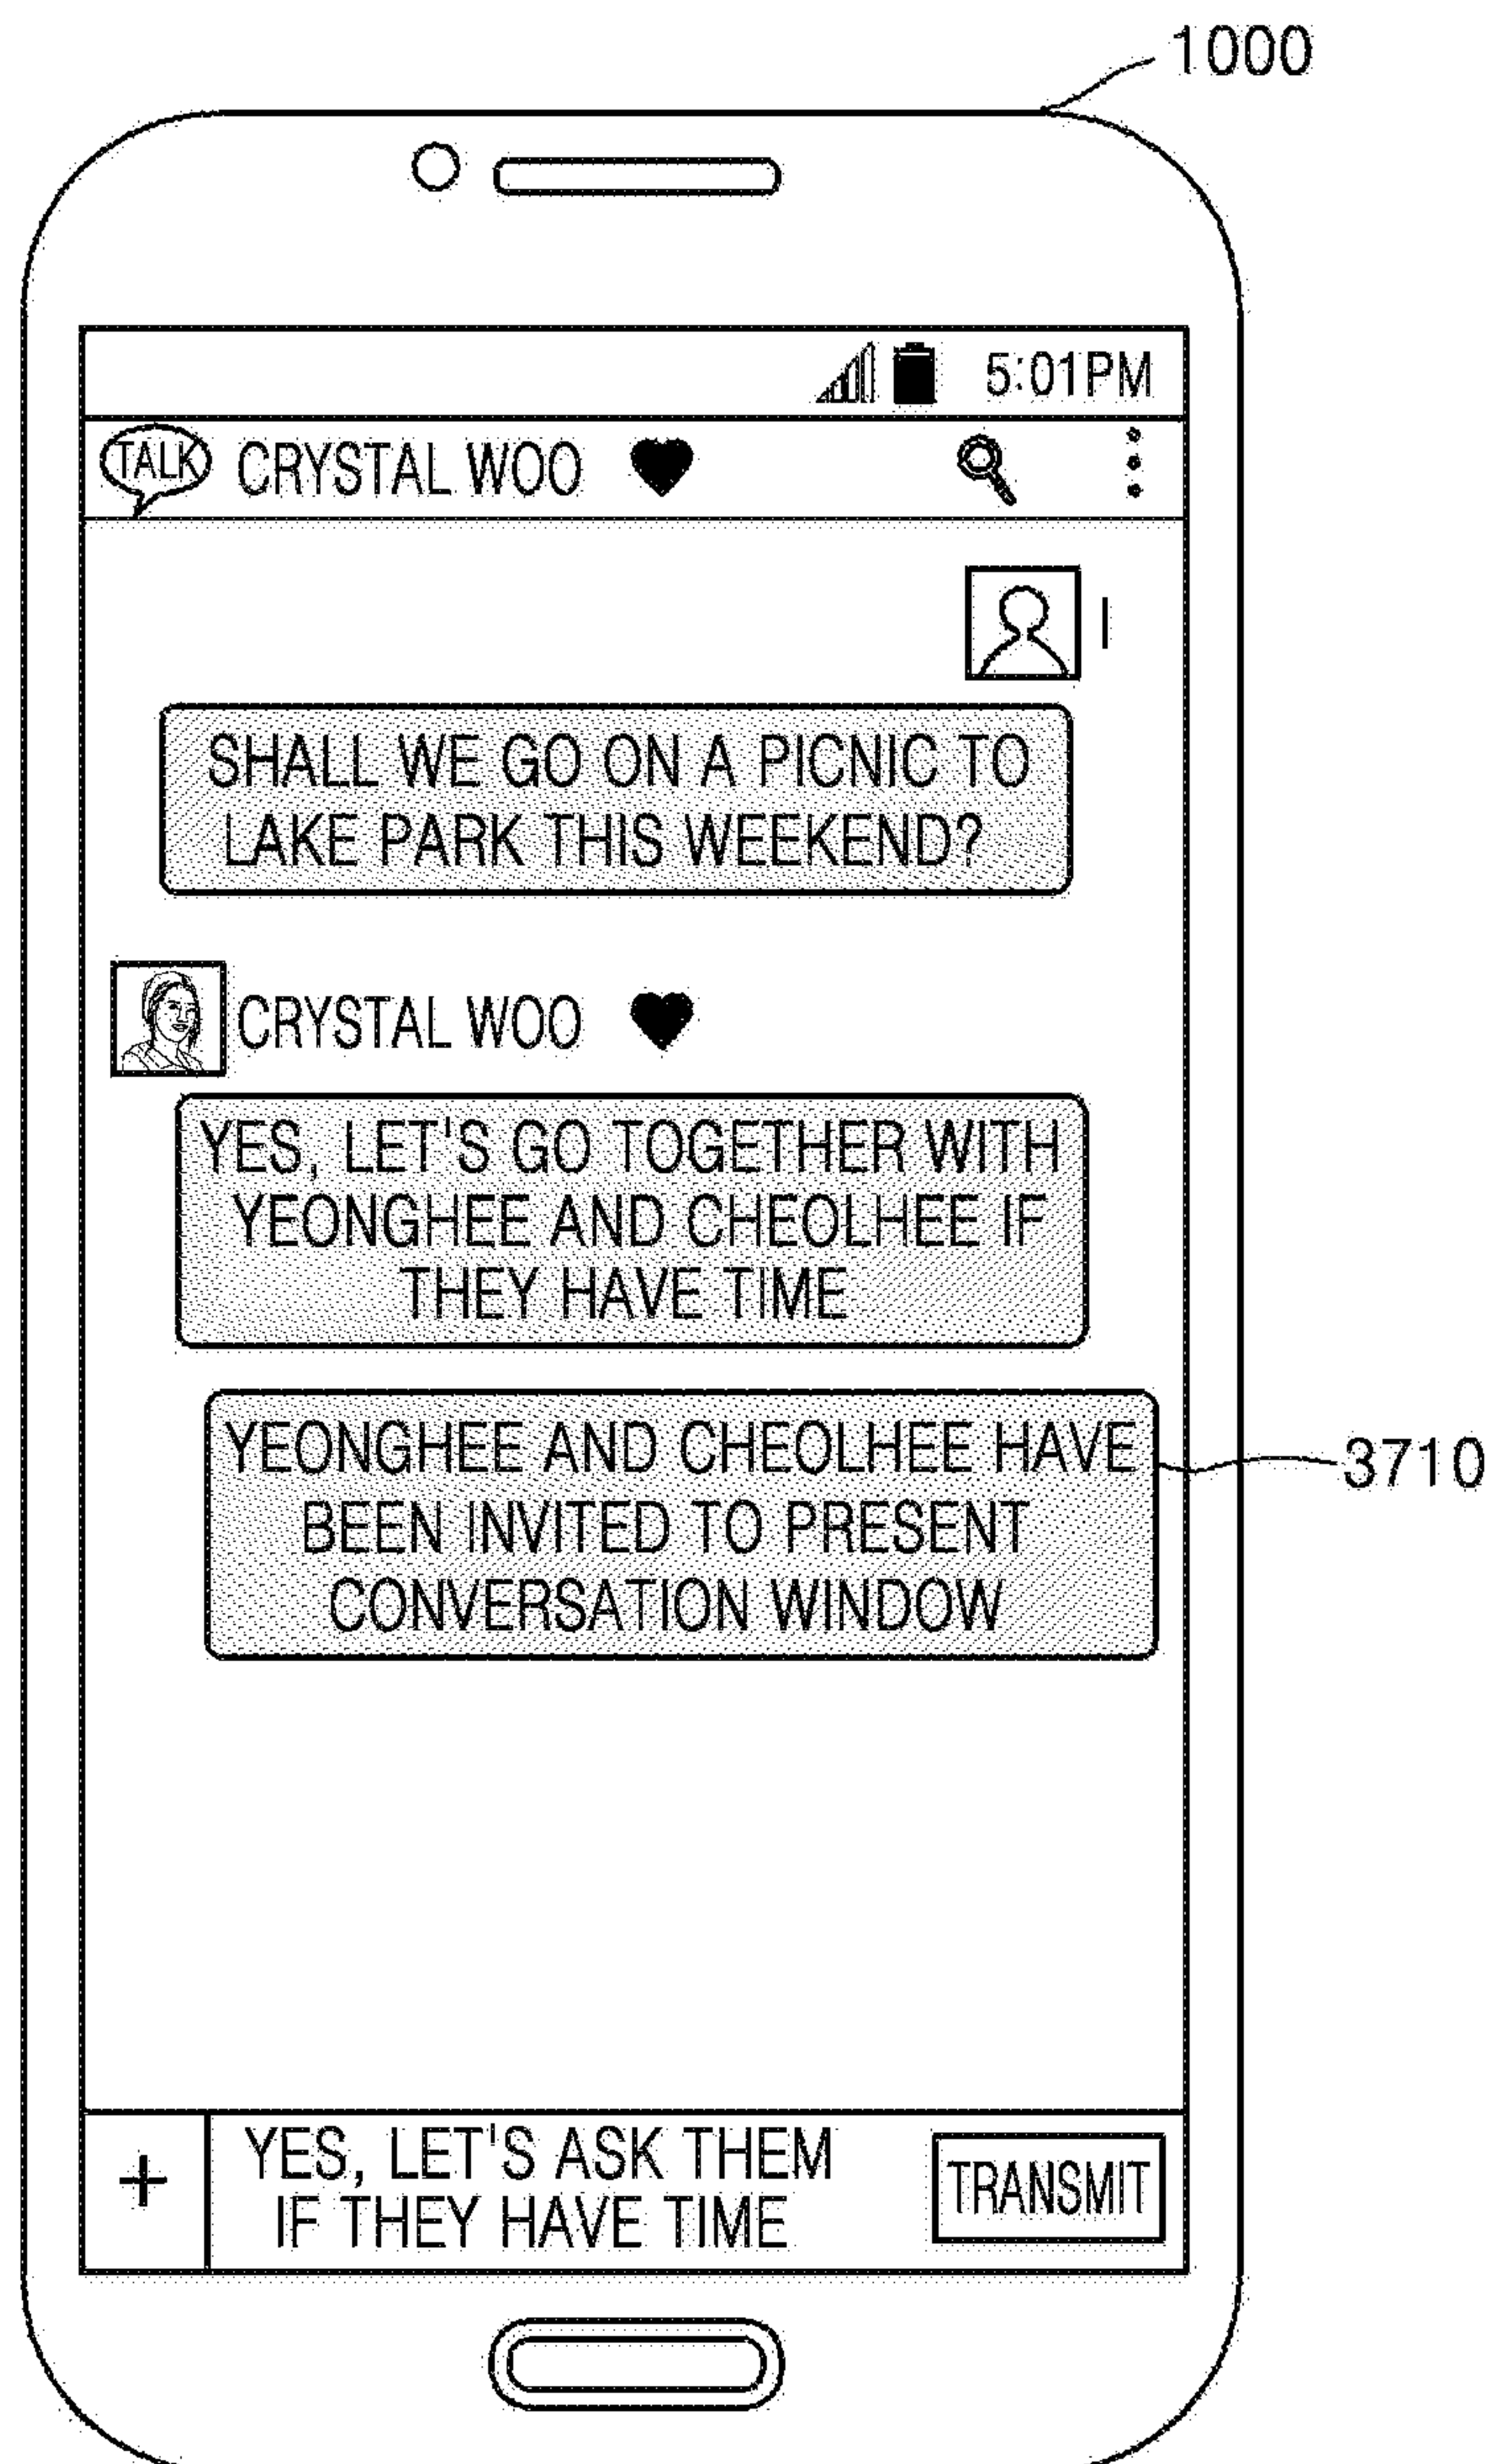 1000
5:01PM
TALK CRYSTAL WOO
I
SHALL WE GO ON A PICNIC TO
LAKE PARK THIS WEEKEND?
CRYSTAL WOO
YES, LET'S GO TOGETHER WITH
YEONGHEE AND CHEOLHEE IF
THEY HAVE TIME
YEONGHEE AND CHEOLHEE HAVE
BEEN INVITED TO PRESENT
CONVERSATION WINDOW
3710
+
YES, LET'S ASK THEM
IF THEY HAVE TIME
TRANSMIT